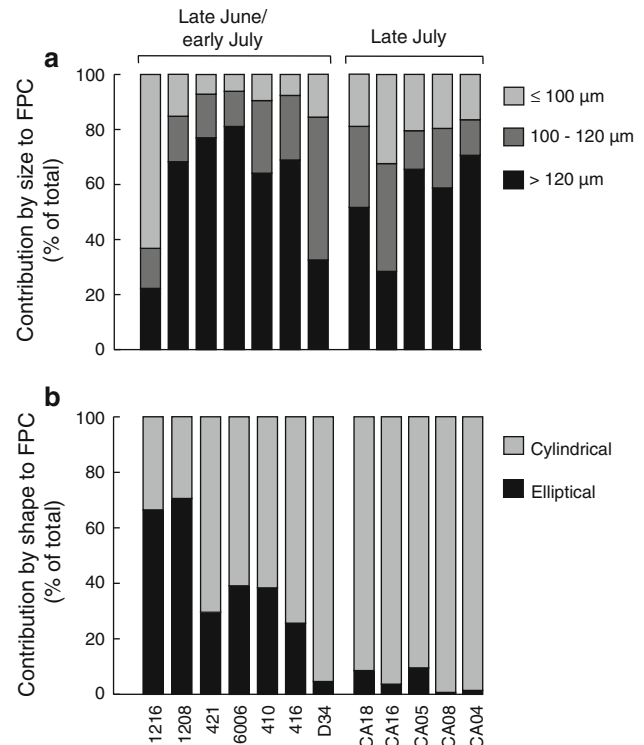 a
Late June/
early July
Late July
Contribution by size to FPC
(% of total)
100
80
60
40
20
0
≤ 100 µm
100 - 120 µm
> 120 µm
b
Contribution by shape to FPC
(% of total)
100
80
60
40
20
0
Cylindrical
Elliptical
1216
1208
421
6006
410
416
D34
CA18
CA16
CA05
CA08
CA04